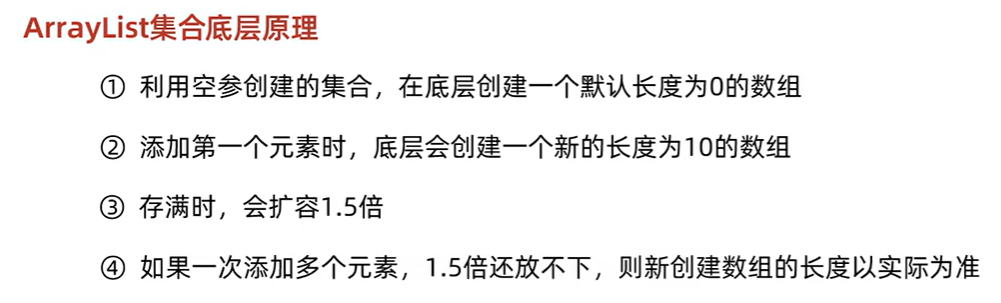 ArrayList集合底层原理
① 利用空参创建的集合，在底层创建一个默认长度为0的数组
② 添加第一个元素时，底层会创建一个新的长度为10的数组
③ 存满时，会扩容1.5倍
④ 如果一次添加多个元素，1.5倍还放不下，则新创建数组的长度以实际为准